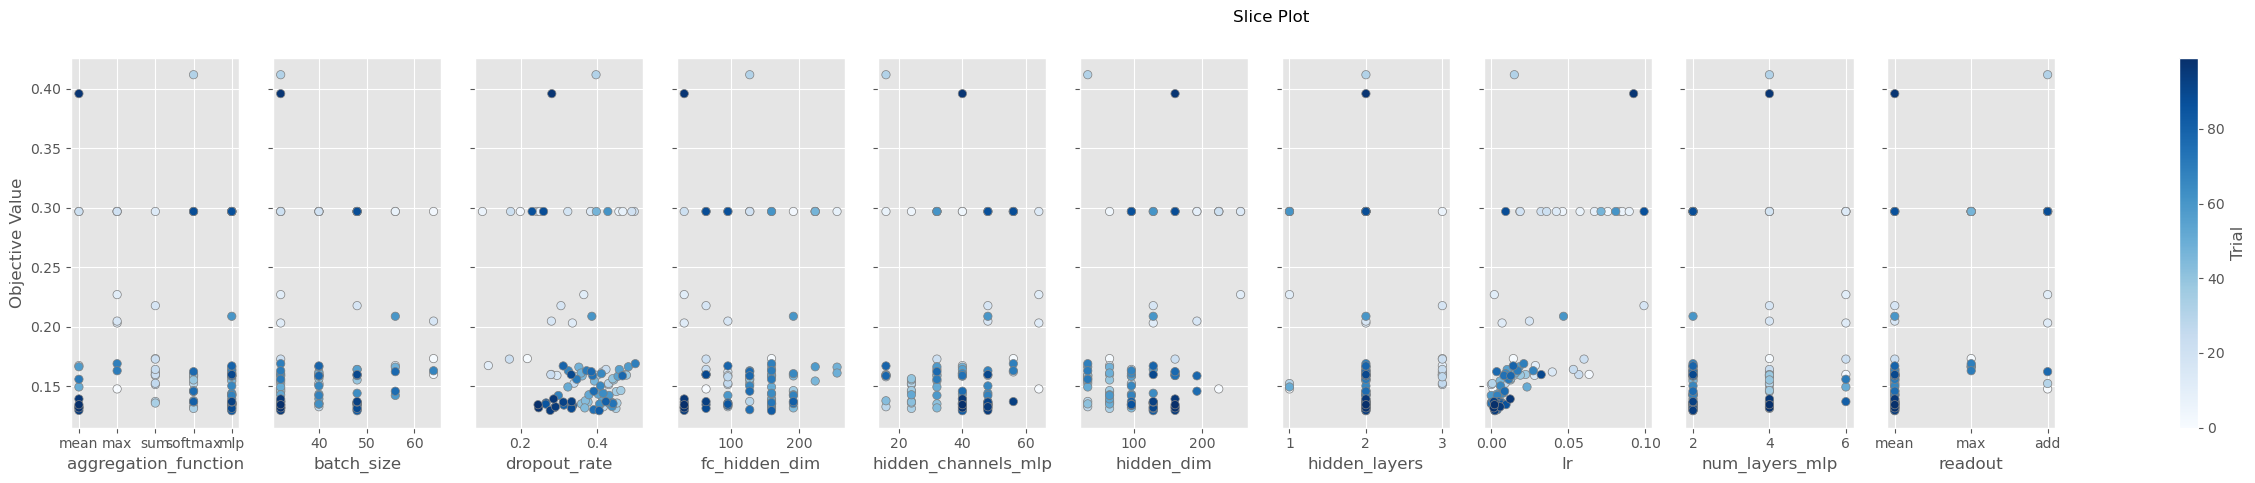 Slice Plot
Objective Value
0.40
0.35
0.30
0.25
0.20
0.15
mean max sum softmax mlp
aggregation_function
40 50 60
batch_size
0.2 0.4
dropout_rate
100 200
fc_hidden_dim
20 40 60
hidden_channels_mlp
100 200
hidden_dim
1 2 3
hidden_layers
0.00 0.05 0.10
lr
2 4 6
num_layers_mlp
mean max add
readout
80
60
40
20
0
Trial